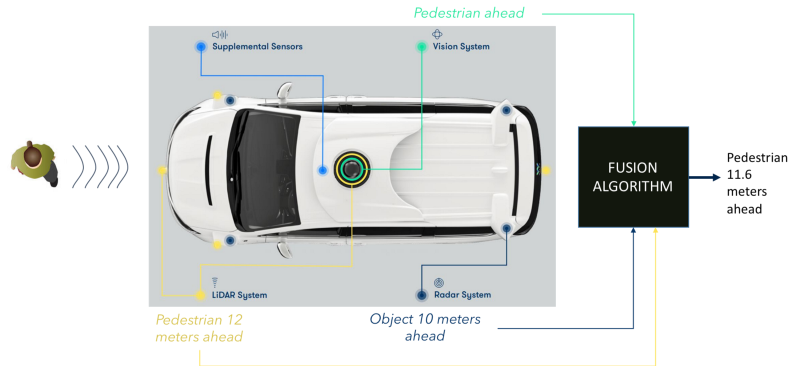 Pedestrian ahead
Supplemental Sensors
Vision System
FUSION
ALGORITHM
Pedestrian
11.6
meters
ahead
LiDAR System
Radar System
Pedestrian 12
meters ahead
Object 10 meters
ahead